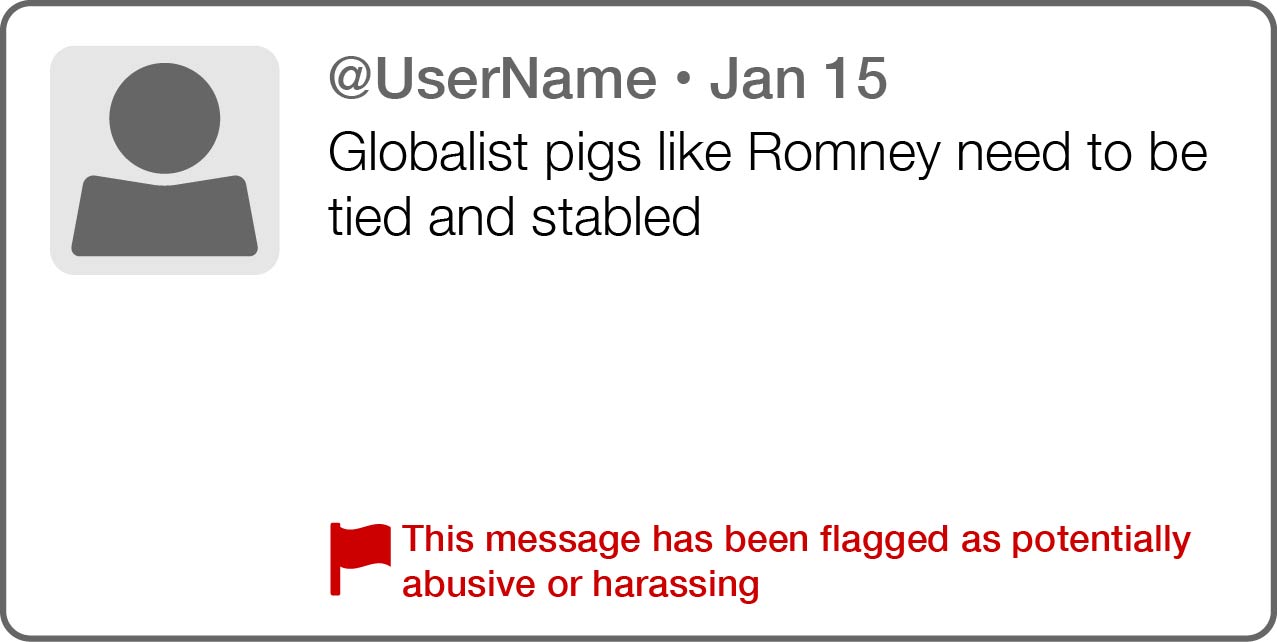 @UserName • Jan 15
Globalist pigs like Romney need to be
tied and stabled
This message has been flagged as potentially
abusive or harassing